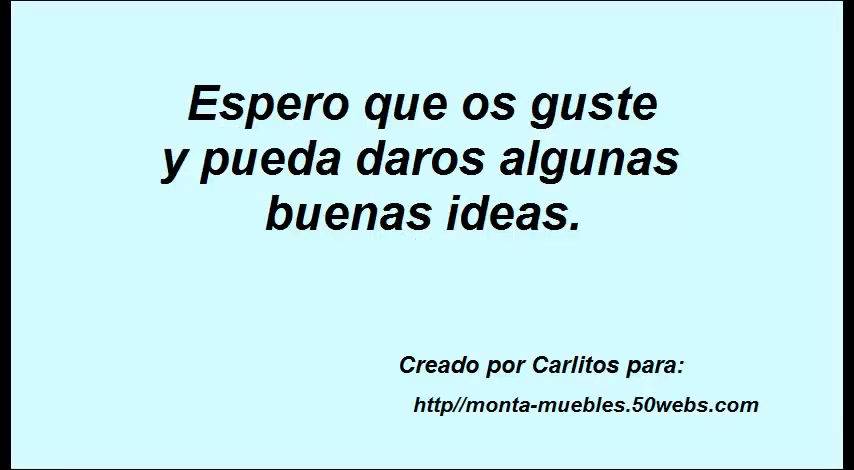 Espero que os guste
y pueda daros algunas
buenas ideas.
Creado por Carlitos para:
http//monta-muebles.50webs.com